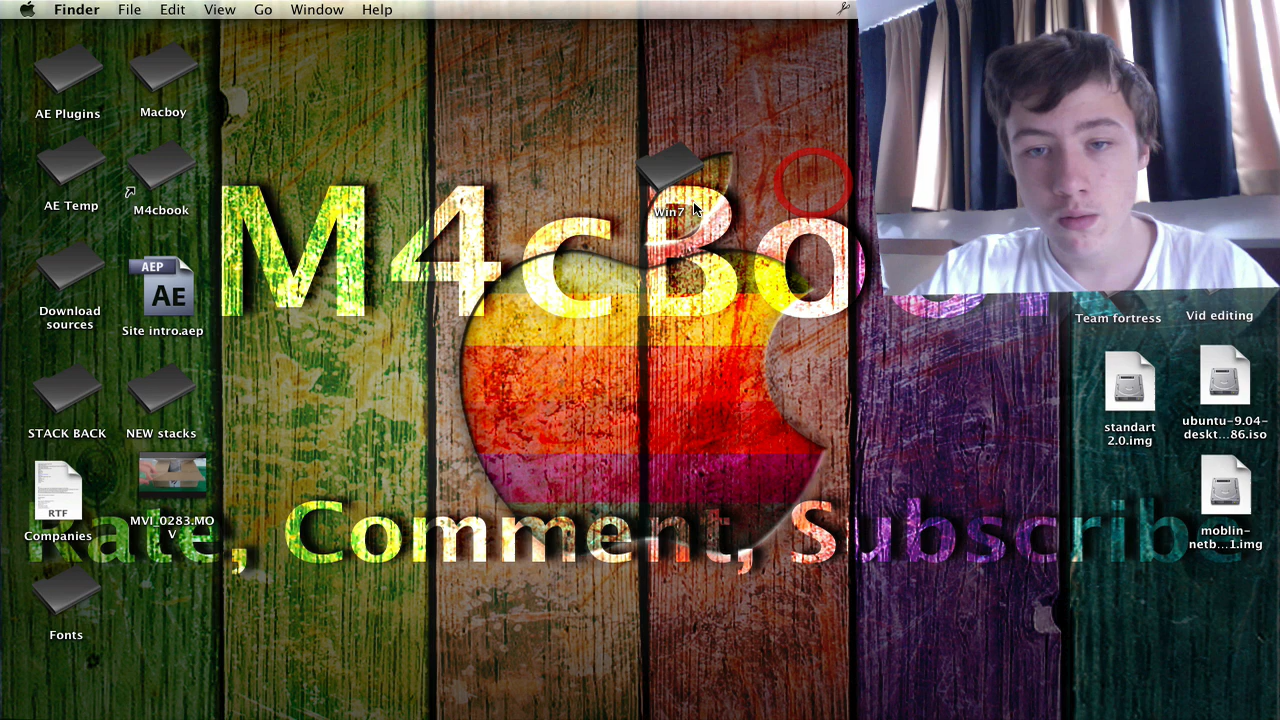 Finder File Edit View Go Window Help
AE Plugins
Macboy
AE Temp
M4cbook
Win7
M4cBo
Download
sources
AEP
AE
Site intro.aep
Team fortress
Vid editing
STACK BACK
NEW stacks
standart
2.0.img
ubuntu-9.04-
deskt...86.iso
RTF
Companies
MVI_0283.MO
V
Rate, Comment, Subscribe
moblin-
netb...1.img
Fonts